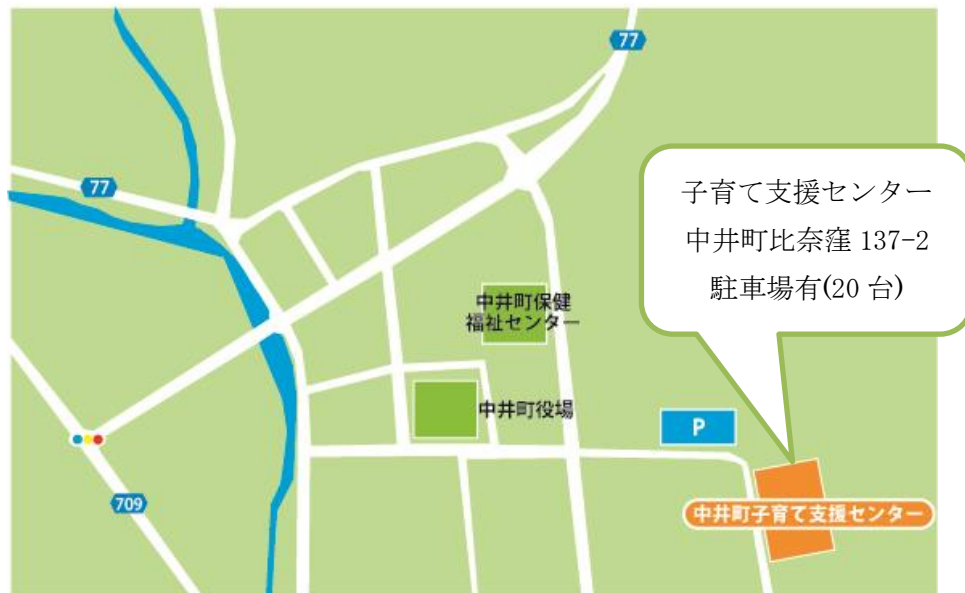 77
77
子育て支援センター
中井町比奈窪 137-2
駐車場有(20 台)
中井町保健
福祉センター
中井町役場
P
709
中井町子育て支援センター